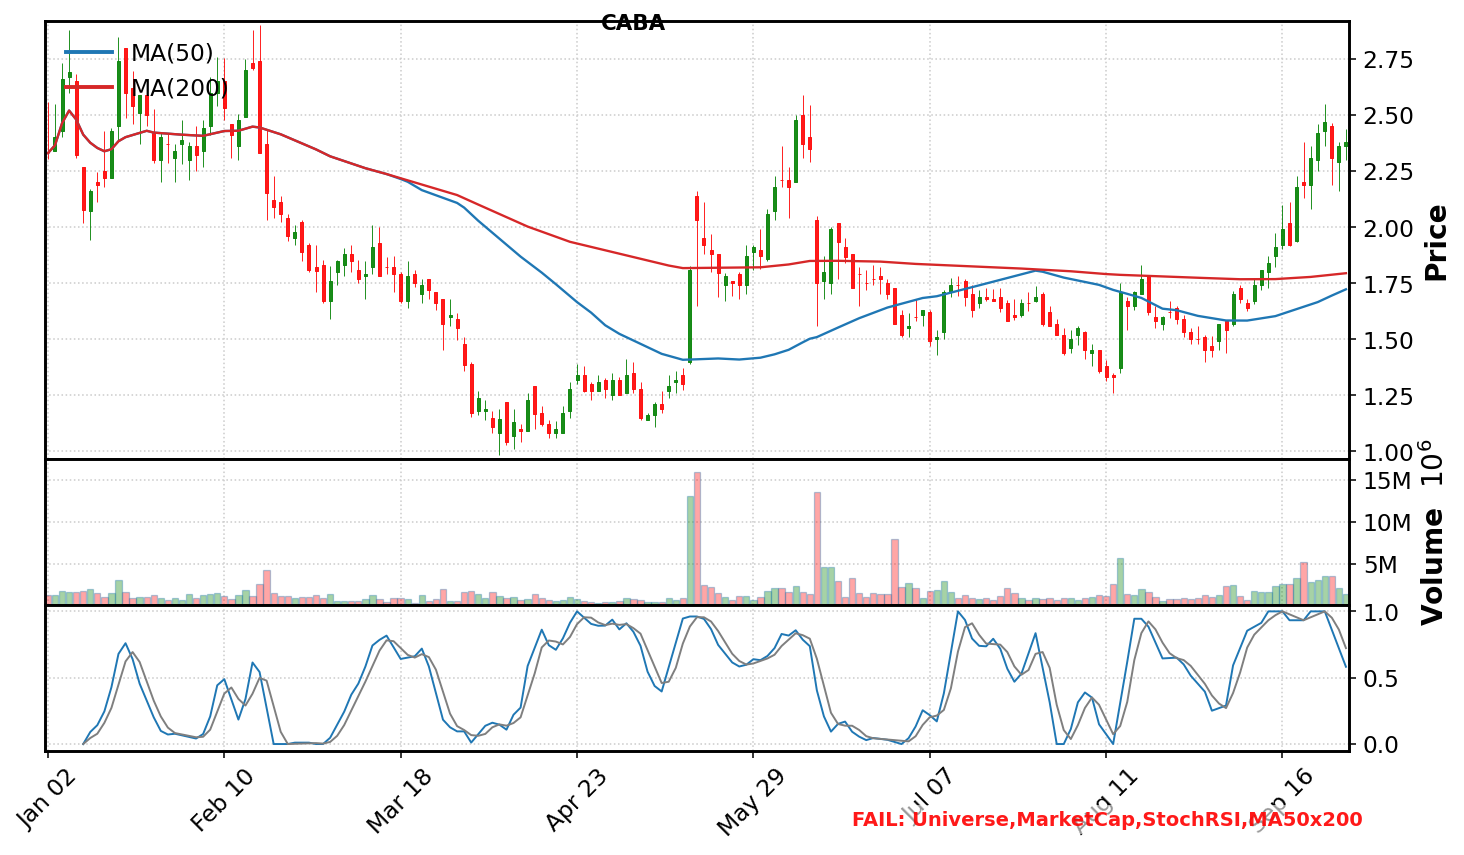 CABA
MA(50)
MA(200)
2.75
2.50
2.25
2.00
1.75
1.50
1.25
1.00
Price
15M
10M
5M
Volume 10^6
1.0
0.5
0.0
Jan 02
Feb 10
Mar 18
Apr 23
May 29
Jul 07
Aug 11
Sep 16
FAIL: Universe,MarketCap,StochRSI,MA50x200